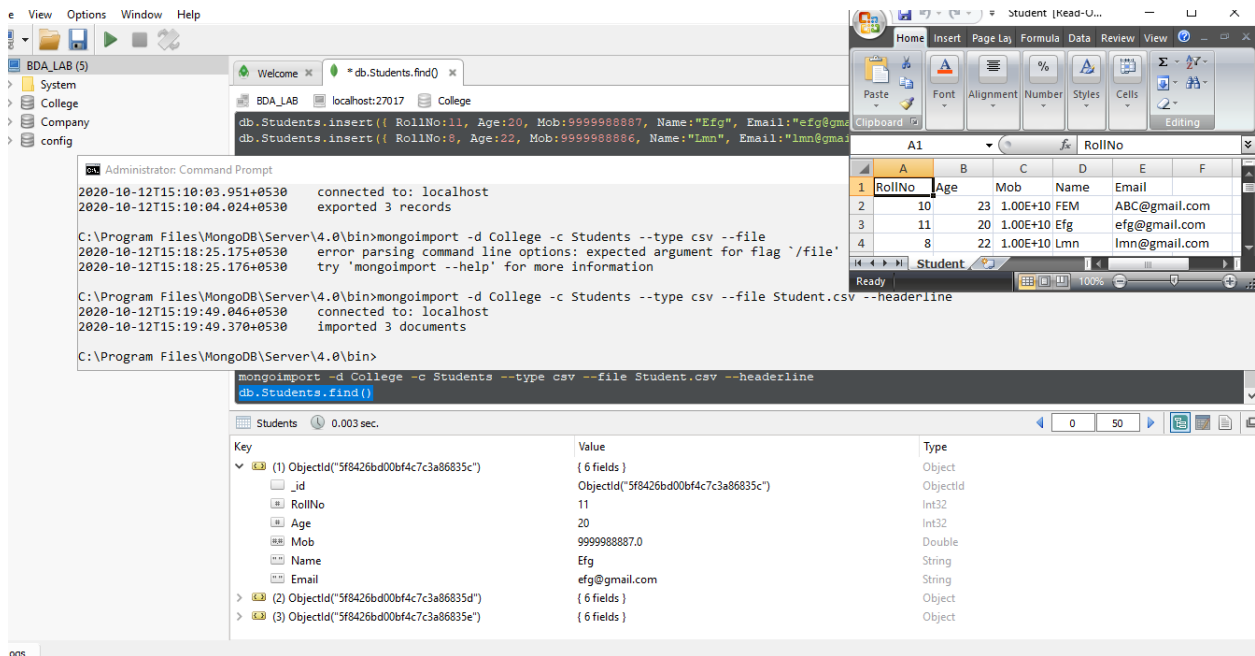 View Options Window Help
BDA_LAB (5)
System
College
Company
config
Welcome
* db.Students.find()
BDA_LAB localhost:27017 College
db.Students.insert({ RollNo:11, Age:20, Mob:9999988887, Name:"Efg", Email:"efg@gma
db.Students.insert({ RollNo:8, Age:22, Mob:9999988886, Name:"Lmn", Email:"lmn@gmai
Student [Read-O...
Home Insert Page Lay Formula Data Review View
Paste Font Alignment Number Styles Cells
Clipboard Editing
A1 fx RollNo
A B C D E F
1 RollNo Age Mob Name Email
2 10 23 1.00E+10 FEM ABC@gmail.com
3 11 20 1.00E+10 Efg efg@gmail.com
4 8 22 1.00E+10 Lmn lmn@gmail.com
Student
Ready 100%
Administrator: Command Prompt
2020-10-12T15:10:03.951+0530 connected to: localhost
2020-10-12T15:10:04.024+0530 exported 3 records
C:\Program Files\MongoDB\Server\4.0\bin>mongoimport -d College -c Students --type csv --file
2020-10-12T15:18:25.175+0530 error parsing command line options: expected argument for flag `/file'
2020-10-12T15:18:25.176+0530 try 'mongoimport --help' for more information
C:\Program Files\MongoDB\Server\4.0\bin>mongoimport -d College -c Students --type csv --file Student.csv --headerline
2020-10-12T15:19:49.046+0530 connected to: localhost
2020-10-12T15:19:49.370+0530 imported 3 documents
C:\Program Files\MongoDB\Server\4.0\bin>
mongoimport -d College -c Students --type csv --file Student.csv --headerline
db.Students.find()
Students 0.003 sec. 0 50
Key Value Type
(1) ObjectId("5f8426bd00bf4c7c3a86835c") { 6 fields } Object
_id ObjectId("5f8426bd00bf4c7c3a86835c") ObjectId
RollNo 11 Int32
Age 20 Int32
Mob 9999988887.0 Double
Name Efg String
Email efg@gmail.com String
(2) ObjectId("5f8426bd00bf4c7c3a86835d") { 6 fields } Object
(3) ObjectId("5f8426bd00bf4c7c3a86835e") { 6 fields } Object